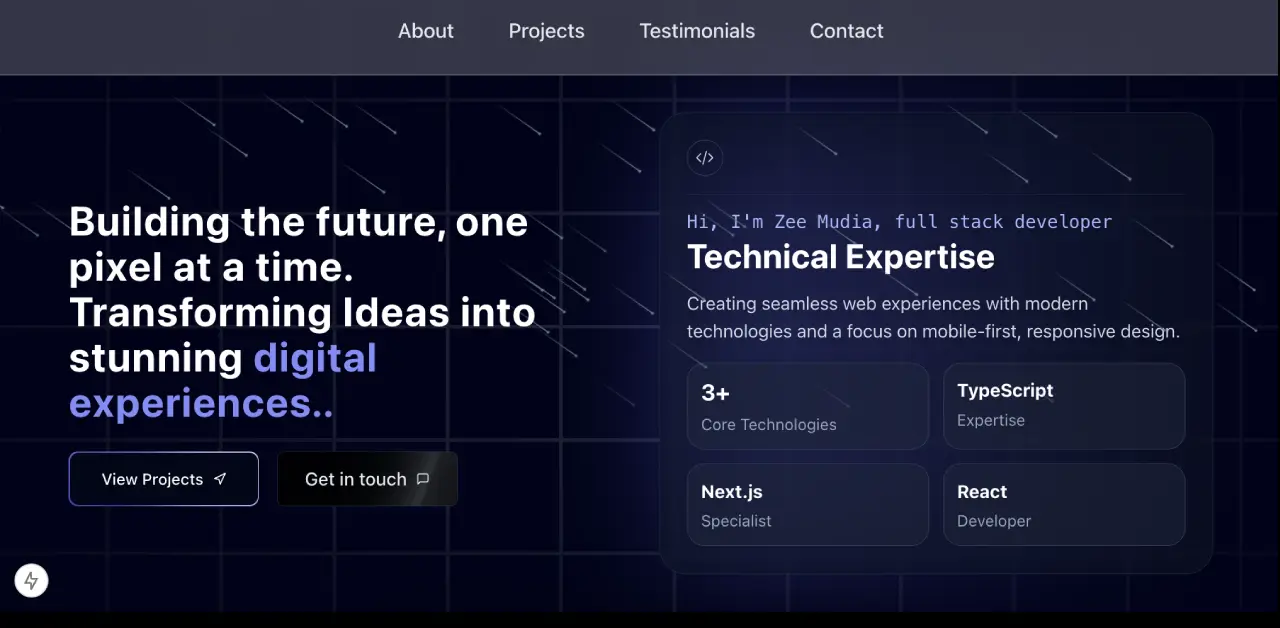 About Projects Testimonials Contact
Building the future, one
pixel at a time.
Transforming Ideas into
stunning digital
experiences..
View Projects
Get in touch
</>
Hi, I'm Zee Mudia, full stack developer
Technical Expertise
Creating seamless web experiences with modern
technologies and a focus on mobile-first, responsive design.
3+
Core Technologies
TypeScript
Expertise
Next.js
Specialist
React
Developer